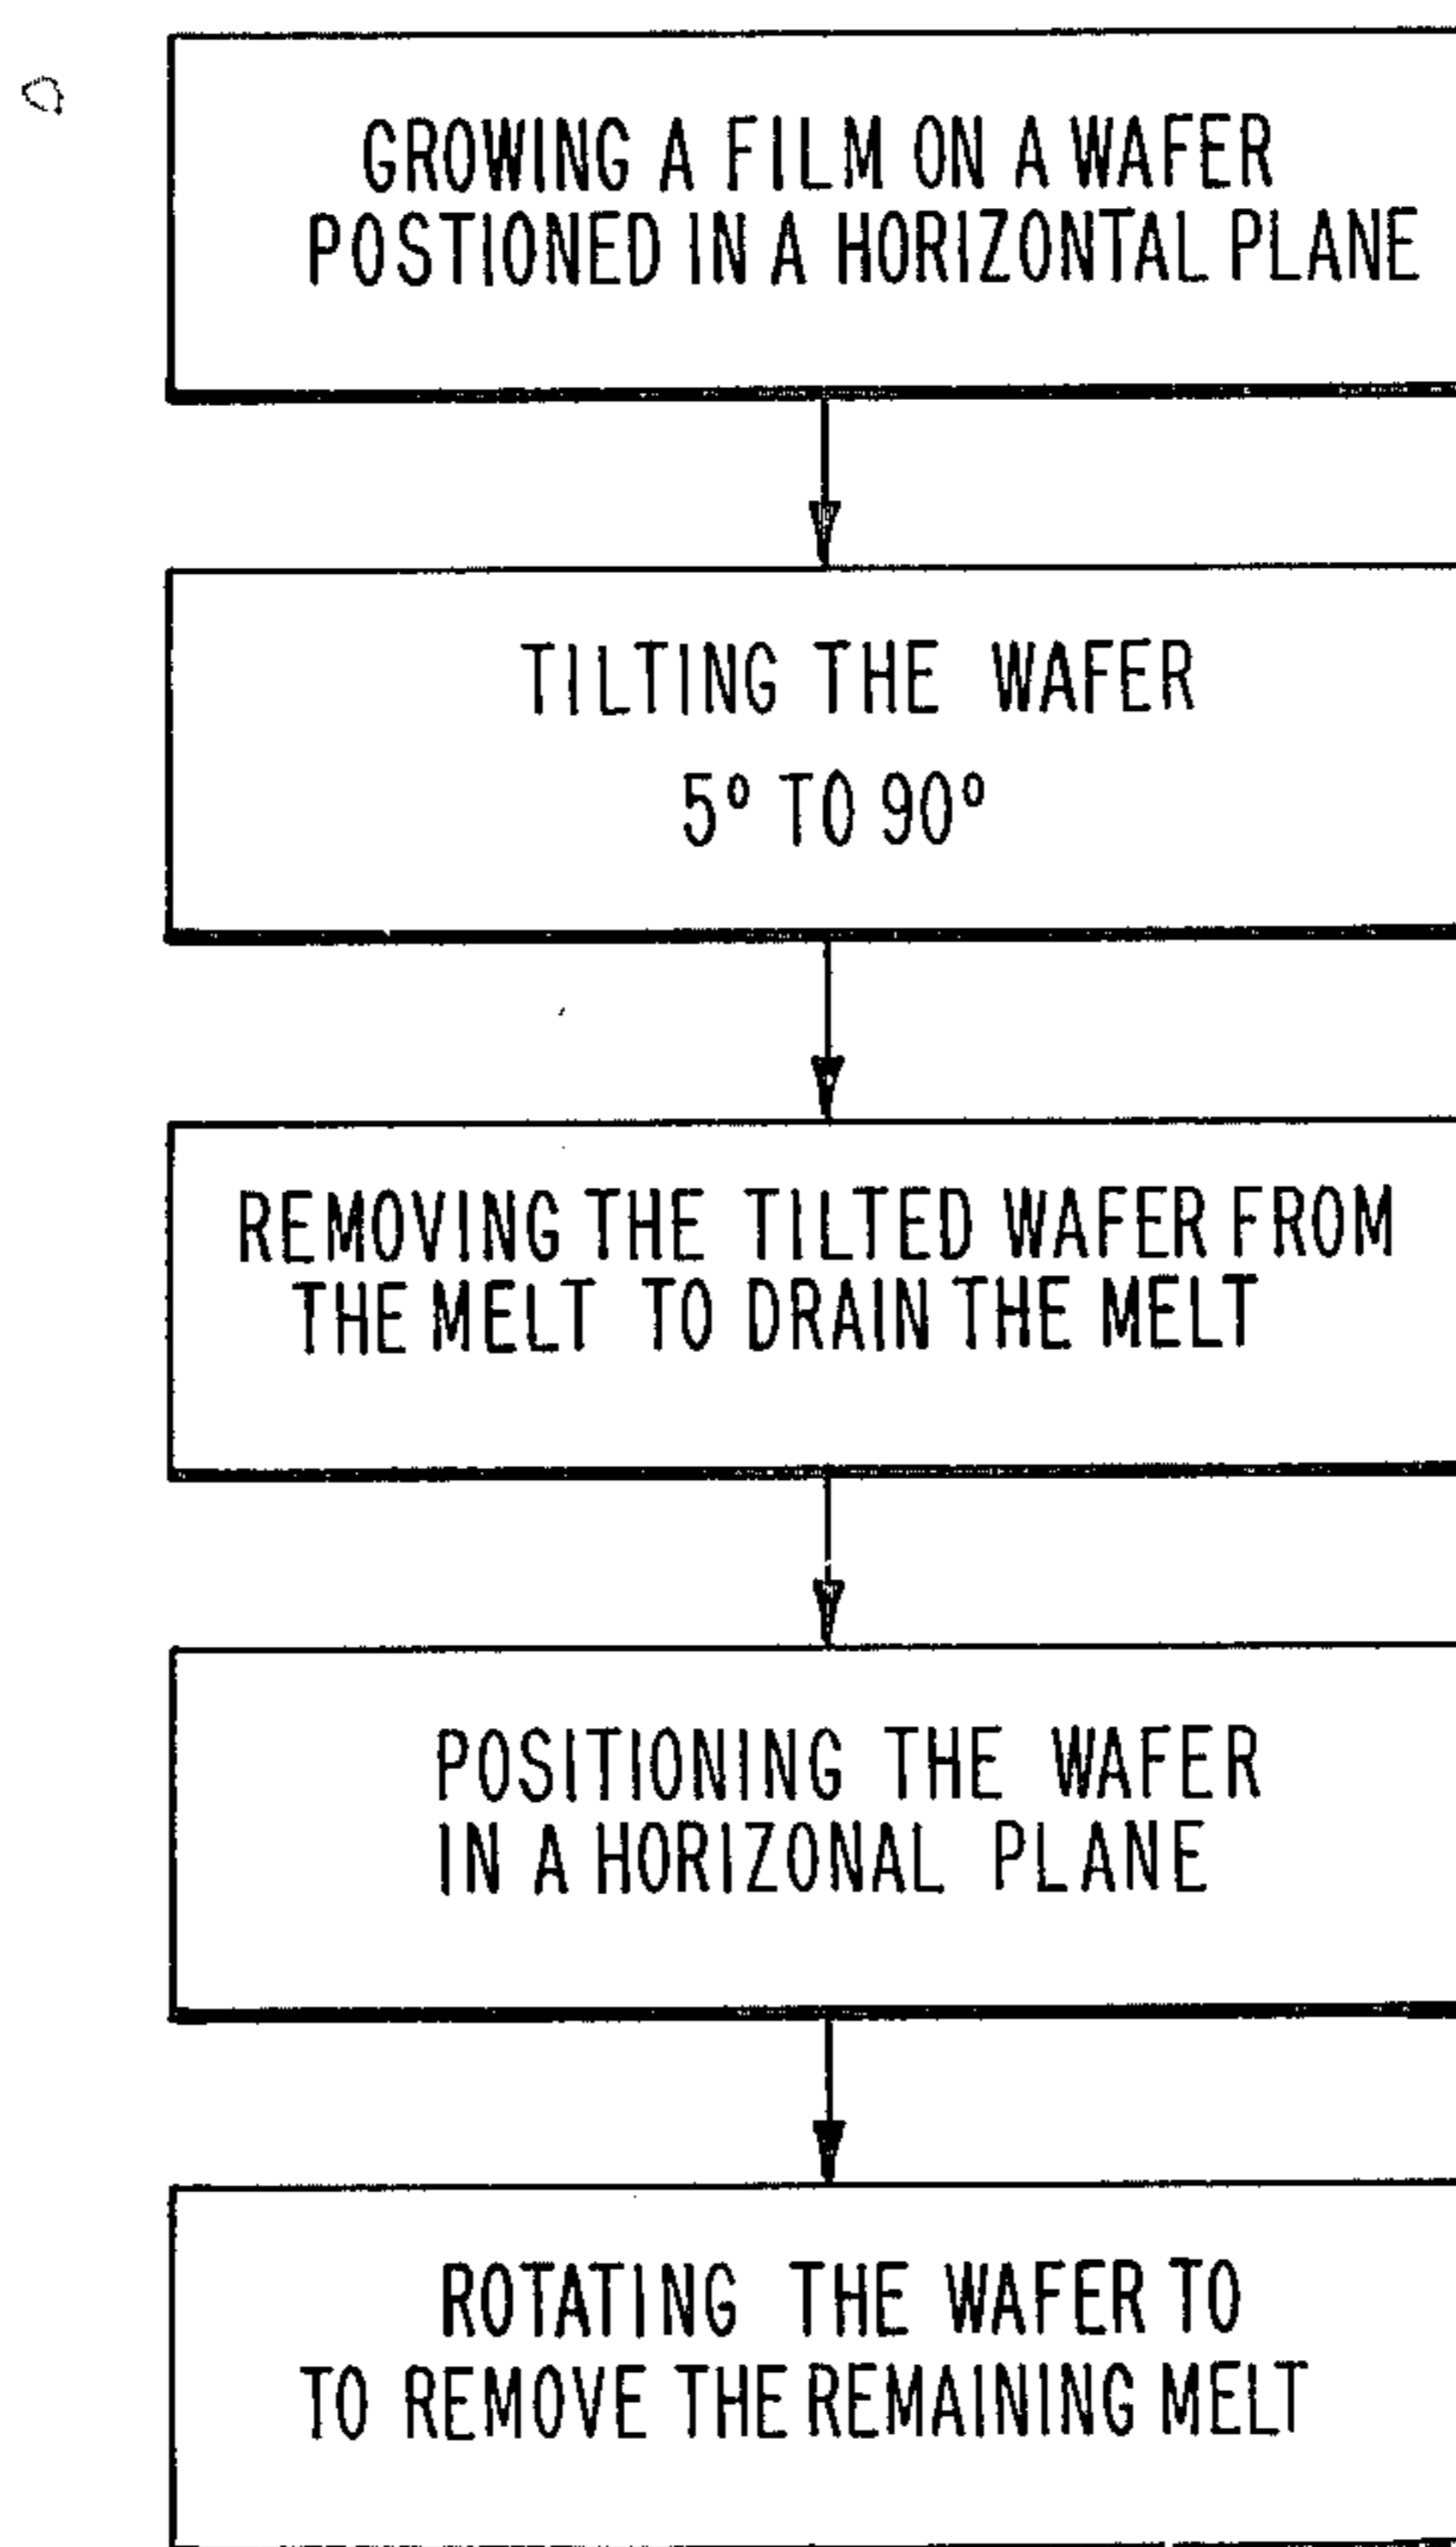 GROWING A FILM ON A WAFER
POSTIONED IN A HORIZONTAL PLANE
TILTING THE WAFER
5° TO 90°
REMOVING THE TILTED WAFER FROM
THE MELT TO DRAIN THE MELT
POSITIONING THE WAFER
IN A HORIZONAL PLANE
ROTATING THE WAFER TO
TO REMOVE THE REMAINING MELT